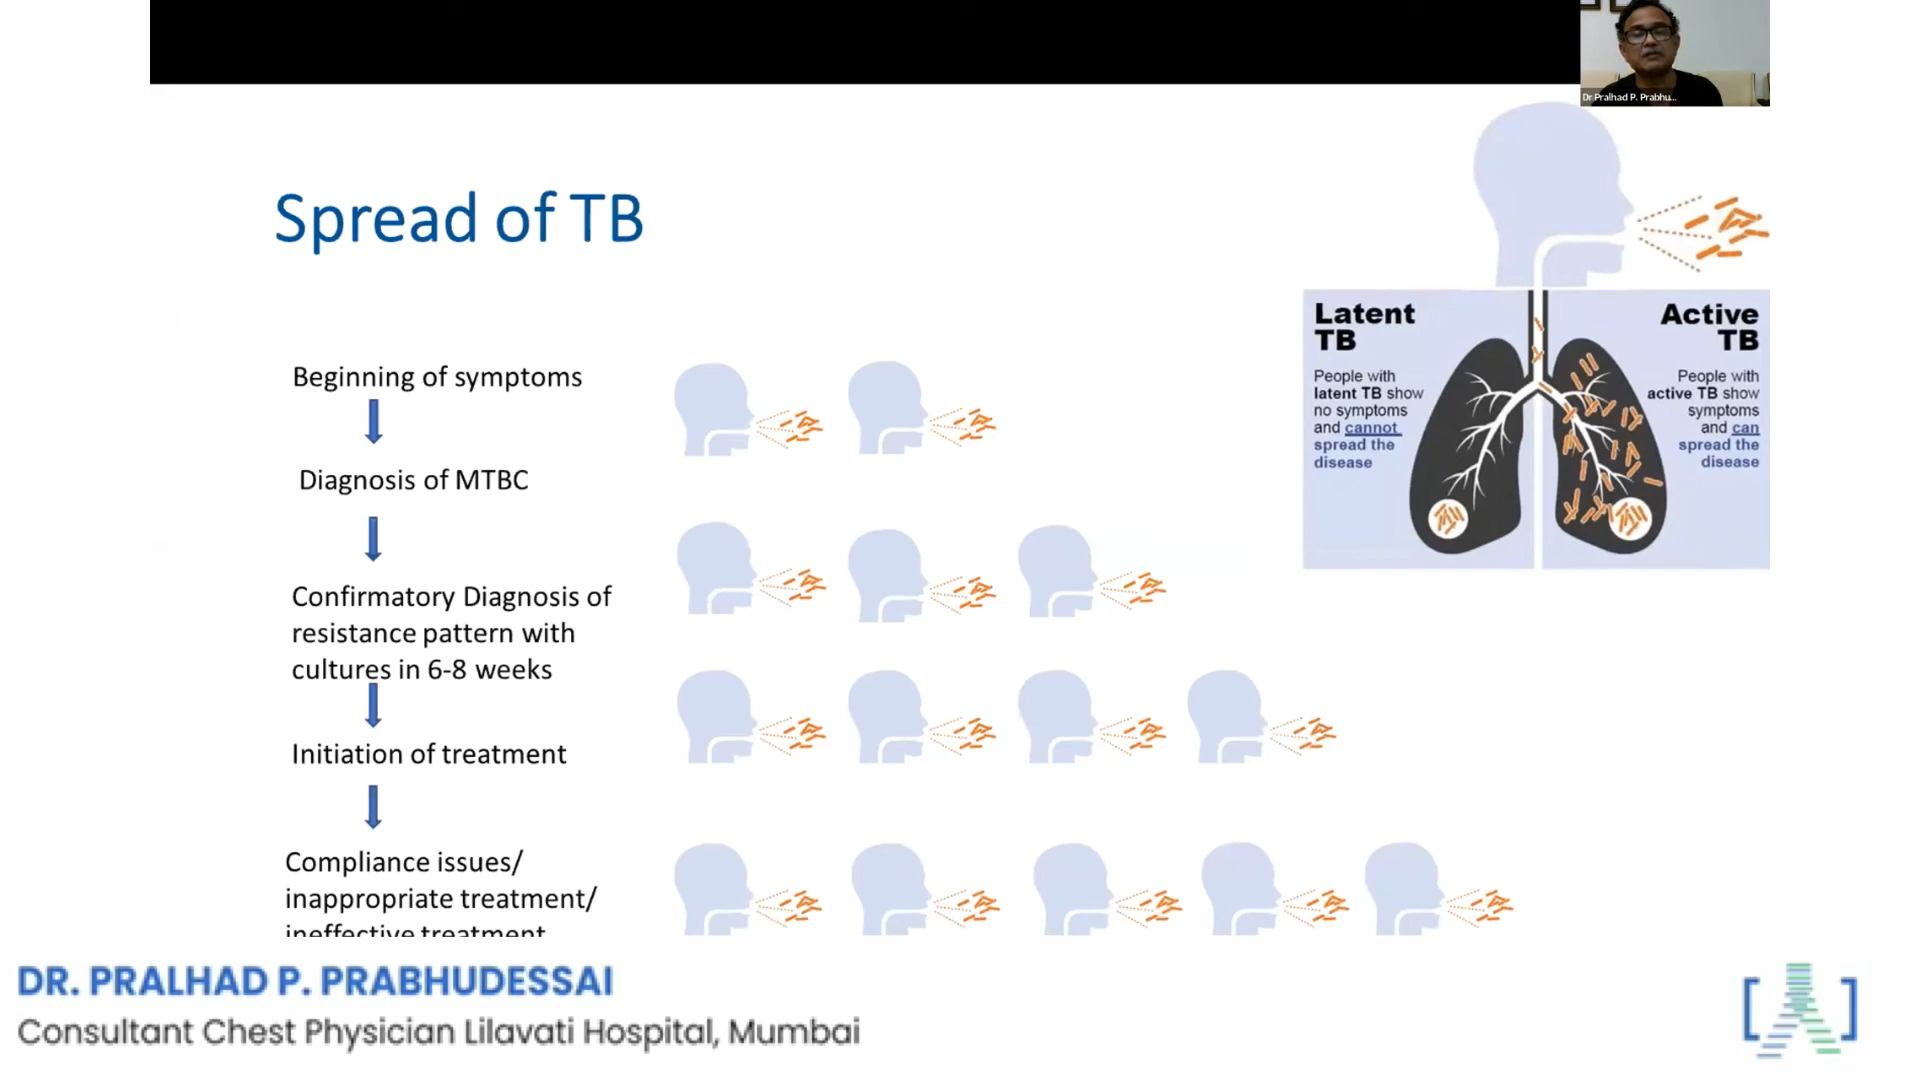 Dr Pralhad P. Prabhu...
Spread of TB
Beginning of symptoms
Diagnosis of MTBC
Confirmatory Diagnosis of
resistance pattern with
cultures in 6-8 weeks
Initiation of treatment
Compliance issues/
inappropriate treatment/
ineffective treatment
Latent
TB
People with
latent TB show
no symptoms
and cannot
spread the
disease
Active
TB
People with
active TB show
symptoms
and can
spread the
disease
DR. PRALHAD P. PRABHUDESSAI
Consultant Chest Physician Lilavati Hospital, Mumbai